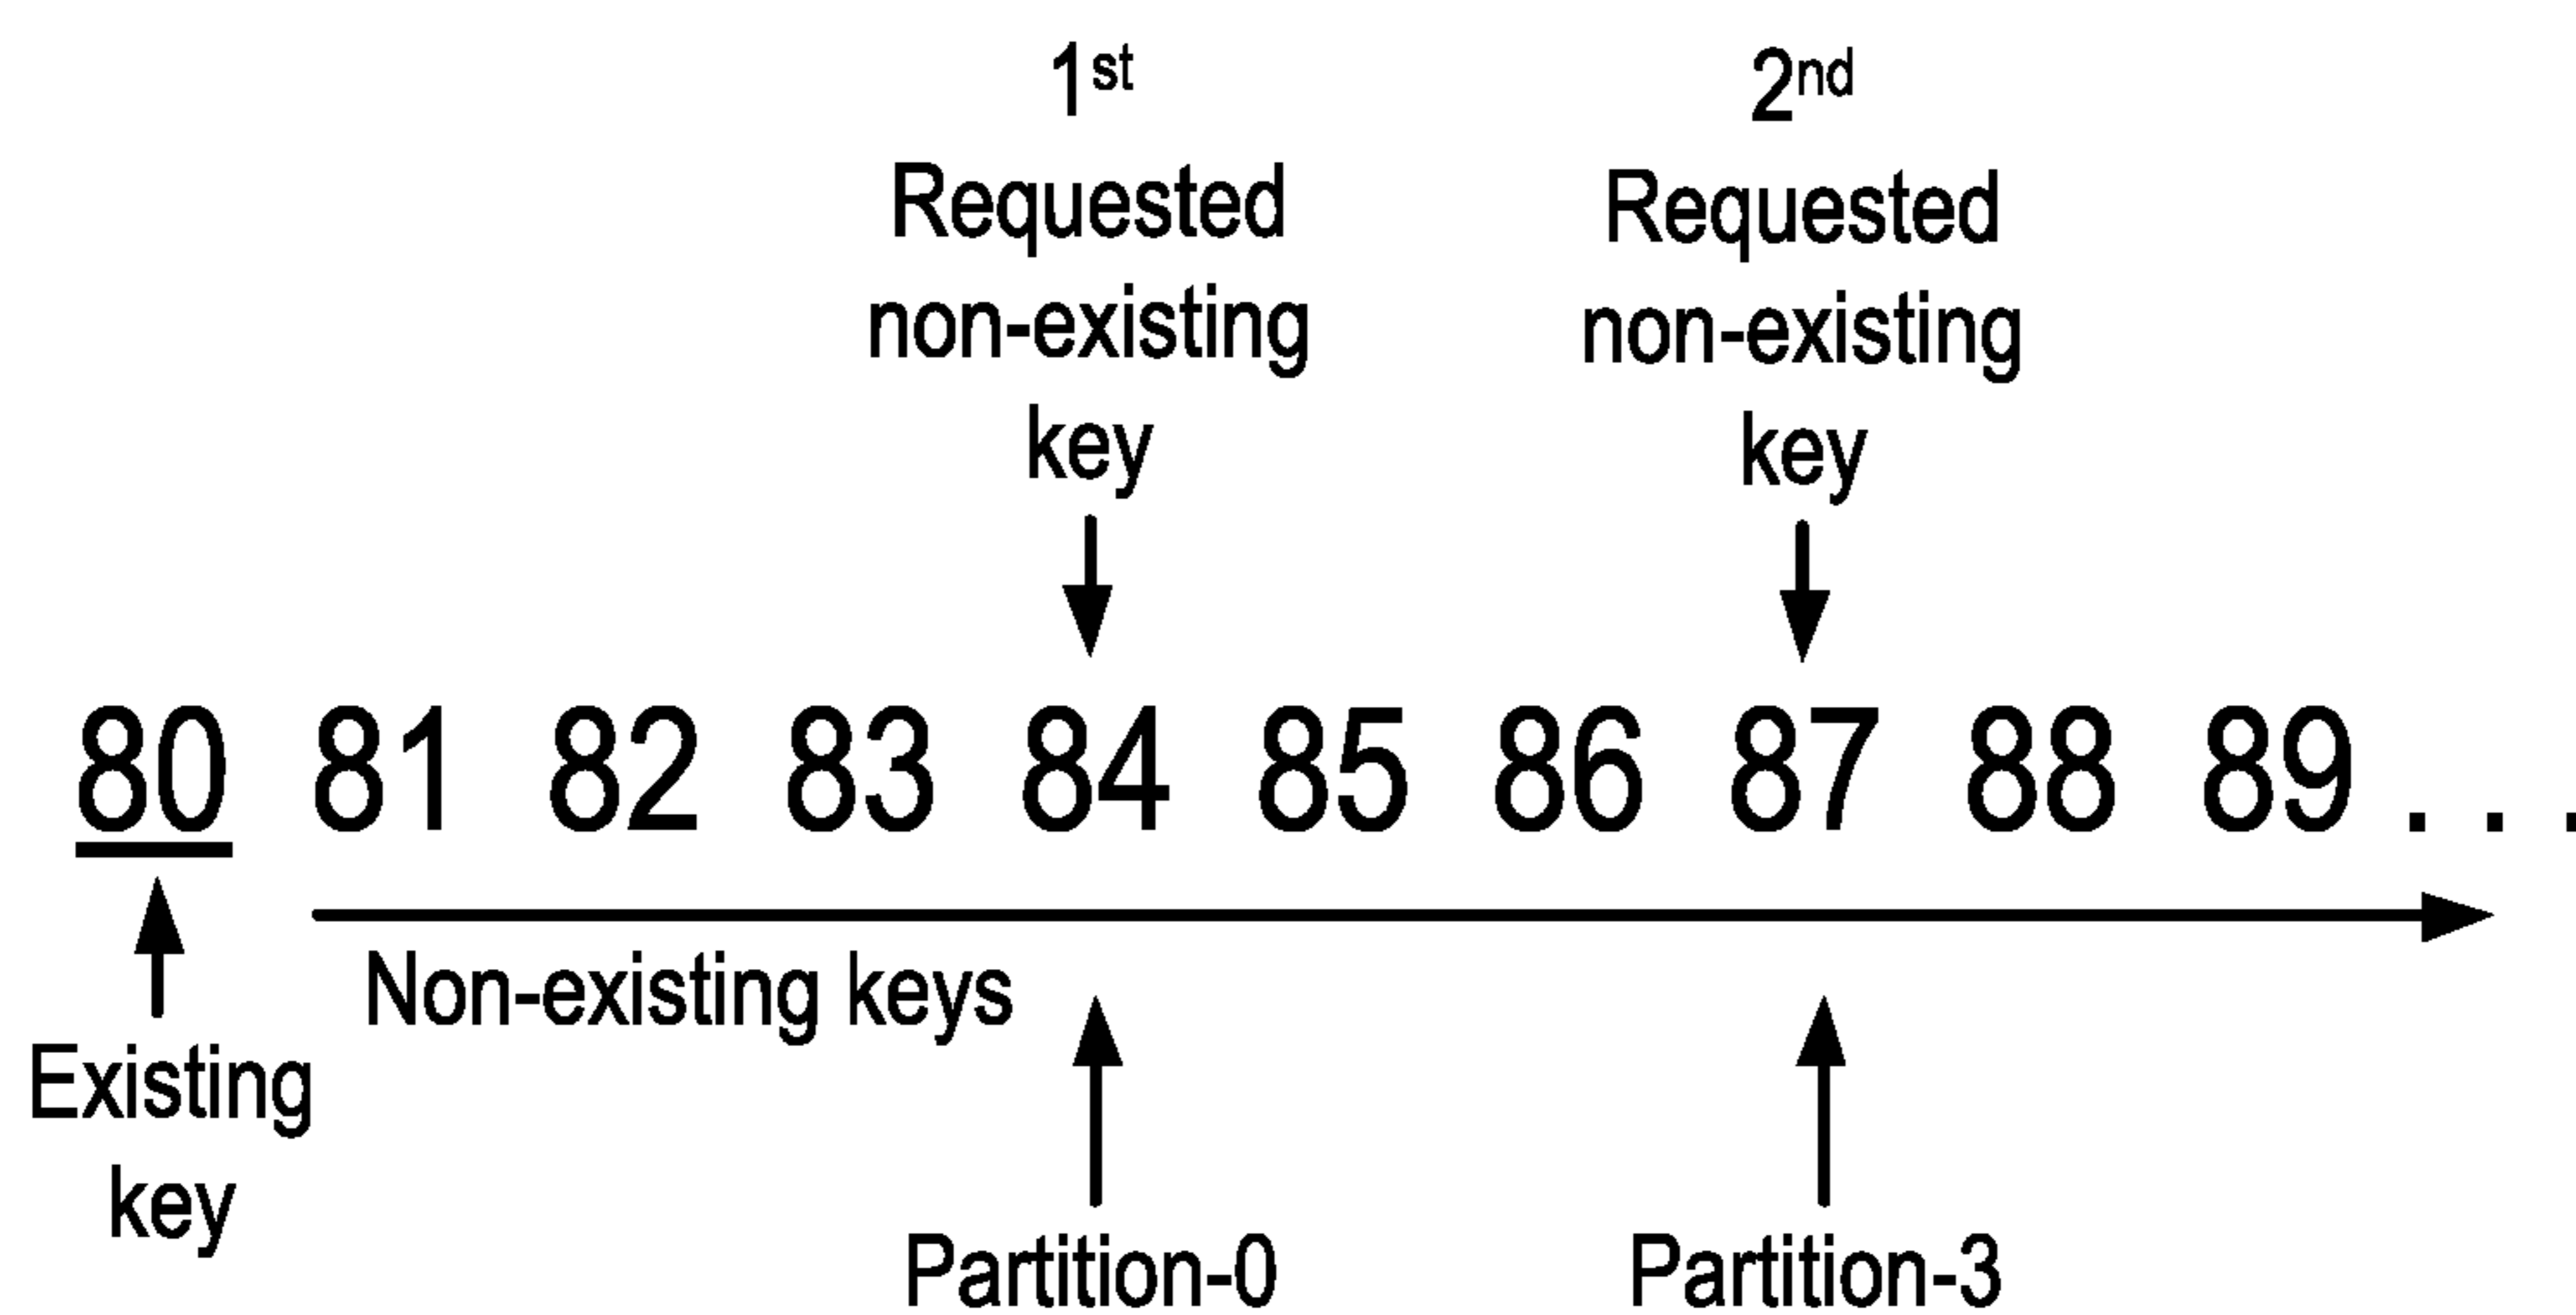 1st
Requested
non-existing
key
2nd
Requested
non-existing
key
80 81 82 83 84 85 86 87 88 89 . . .
Non-existing keys
Existing
key
Partition-0
Partition-3